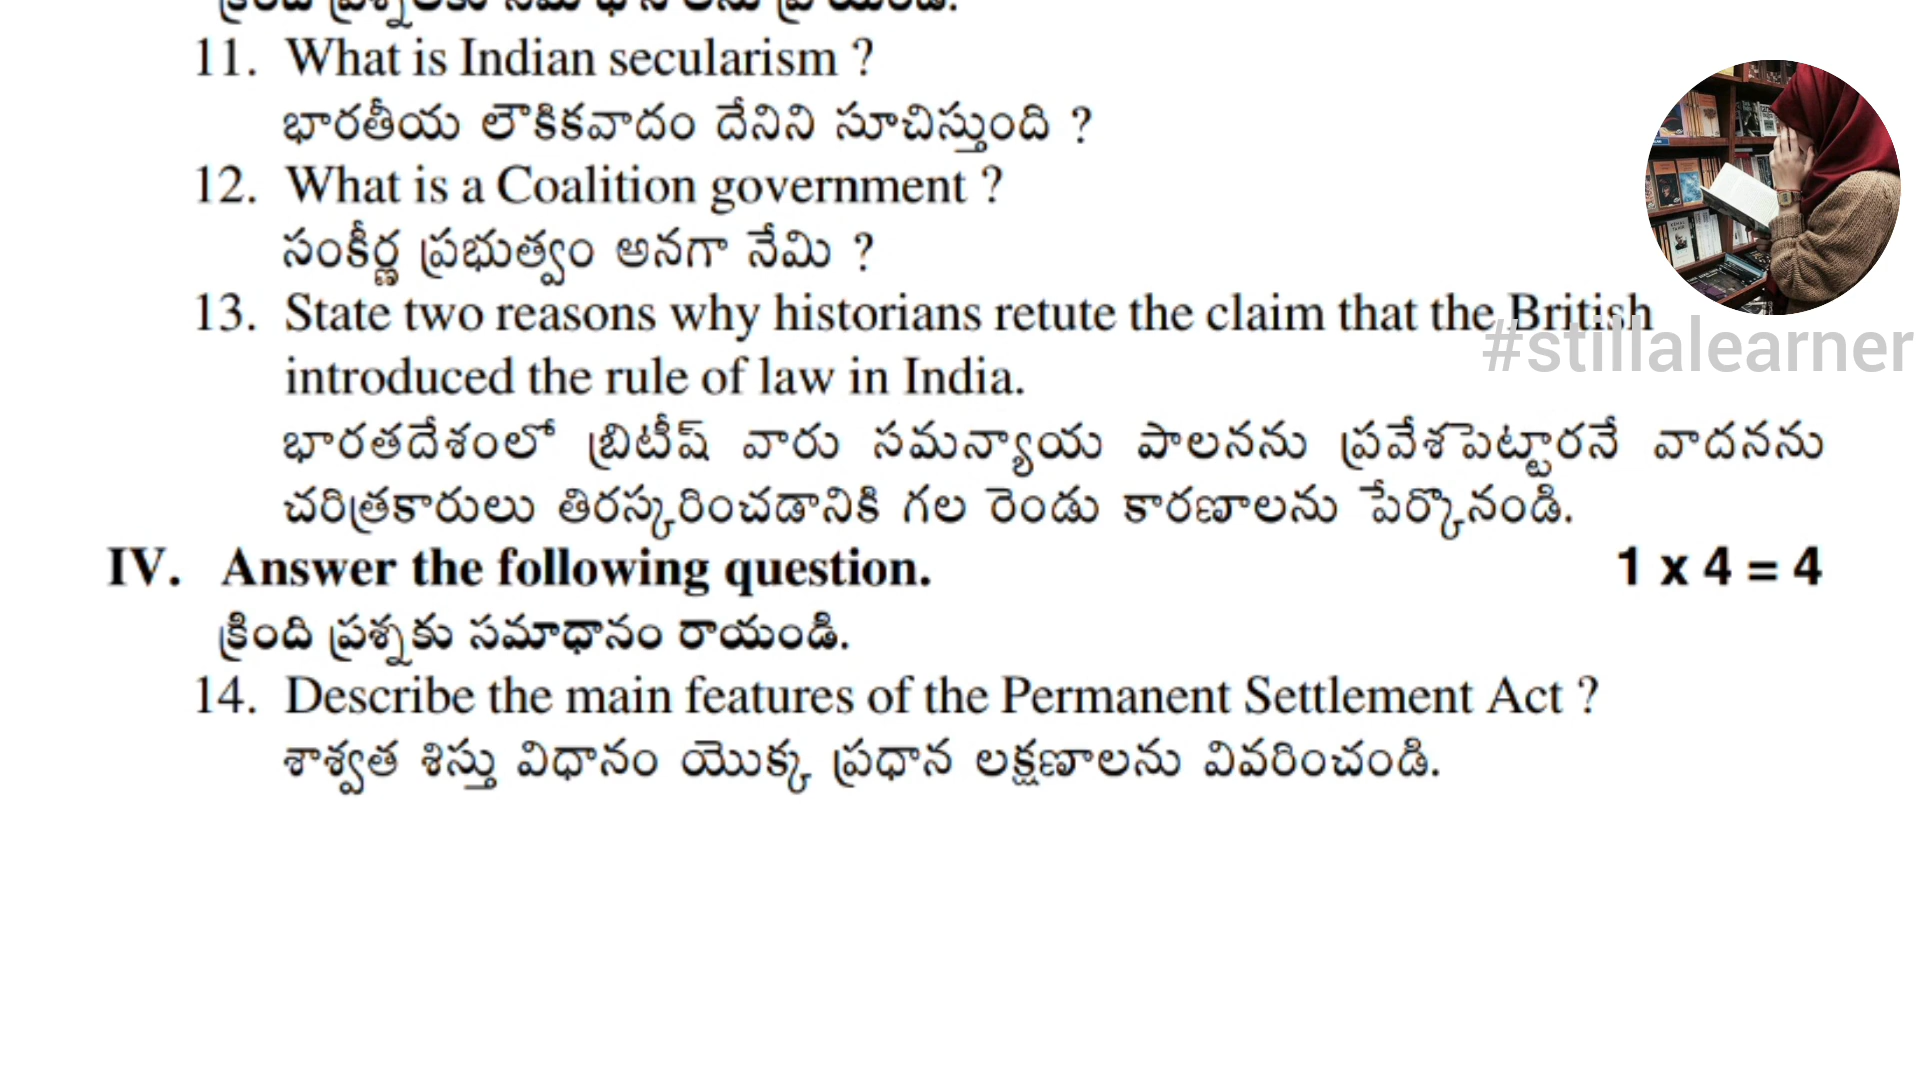 క్రింది ప్రశ్నలకు సమాధానాలను వ్రాయండి.
11. What is Indian secularism ?
భారతీయ లౌకికవాదం దేనిని సూచిస్తుంది ?
12. What is a Coalition government ?
సంకీర్ణ ప్రభుత్వం అనగా నేమి ?
13. State two reasons why historians retute the claim that the British
#stillalearner
introduced the rule of law in India.
భారతదేశంలో బ్రిటీష్ వారు సమన్యాయ పాలనను ప్రవేశపెట్టారనే వాదనను
చరిత్రకారులు తిరస్కరించడానికి గల రెండు కారణాలను పేర్కొనండి.
IV. Answer the following question. 1 x 4 = 4
క్రింది ప్రశ్నకు సమాధానం రాయండి.
14. Describe the main features of the Permanent Settlement Act ?
శాశ్వత శిస్తు విధానం యొక్క ప్రధాన లక్షణాలను వివరించండి.